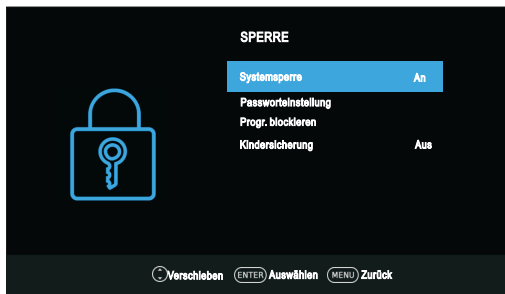 SPERRE
Systemsperre An
Passworteinstellung
Progr. blockieren
Kindersicherung Aus
Verschieben ENTER Auswählen MENU Zurück